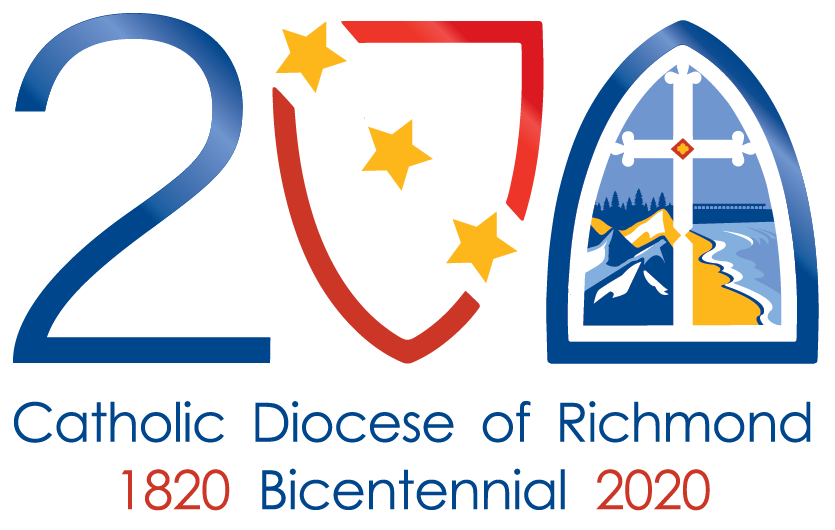 200
Catholic Diocese of Richmond
1820 Bicentennial 2020